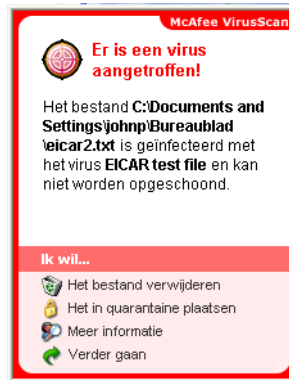 McAfee VirusScan
Er is een virus
aangetroffen!
Het bestand C:\Documents and
Settings\johnp\Bureaublad
\eicar2.txt is geïnfecteerd met
het virus EICAR test file en kan
niet worden opgeschoond.
Ik wil...
Het bestand verwijderen
Het in quarantaine plaatsen
Meer informatie
Verder gaan